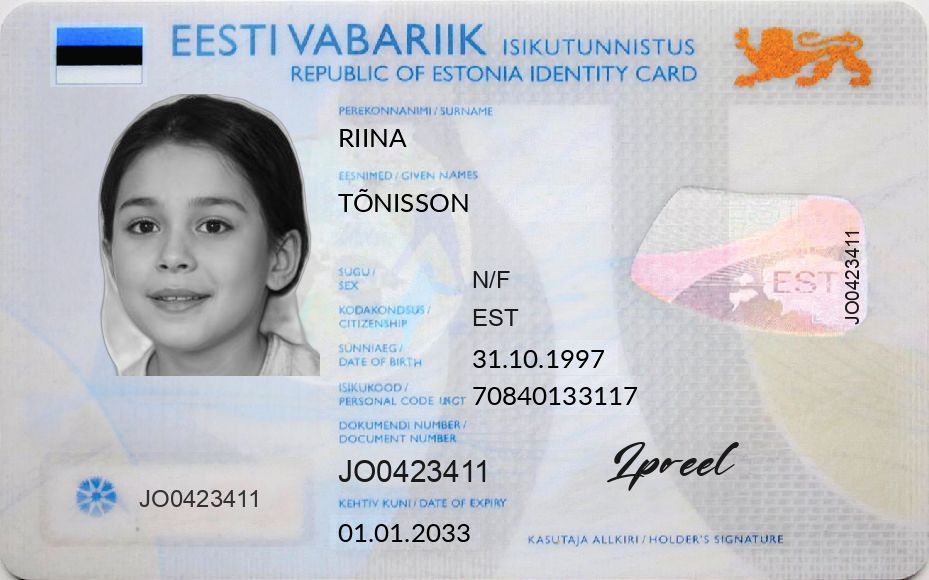 EESTI VABARIIK ISIKUTUNNISTUS
REPUBLIC OF ESTONIA IDENTITY CARD
PEREKONNANIMI / SURNAME
RIINA
EESNIMED / GIVEN NAMES
TÕNISSON
SUGU /
SEX
N/F
KODAKONDSUS /
CITIZENSHIP
EST
SÜNNIAEG /
DATE OF BIRTH
31.10.1997
ISIKUKOOD /
PERSONAL CODE
70840133117
DOKUMENDI NUMBER /
DOCUMENT NUMBER
JO0423411
KEHTIV KUNI / DATE OF EXPIRY
01.01.2033
JO0423411
EST
JO0423411
KASUTAJA ALLKIRI / HOLDER'S SIGNATURE